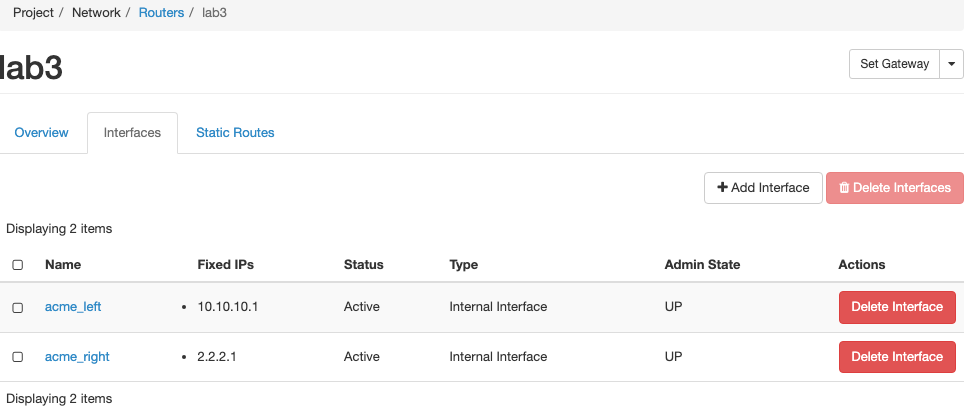 Project / Network / Routers / lab3
lab3
Set Gateway
Overview Interfaces Static Routes
Add Interface Delete Interfaces
Displaying 2 items
Name Fixed IPs Status Type Admin State Actions
acme_left • 10.10.10.1 Active Internal Interface UP Delete Interface
acme_right • 2.2.2.1 Active Internal Interface UP Delete Interface
Displaying 2 items